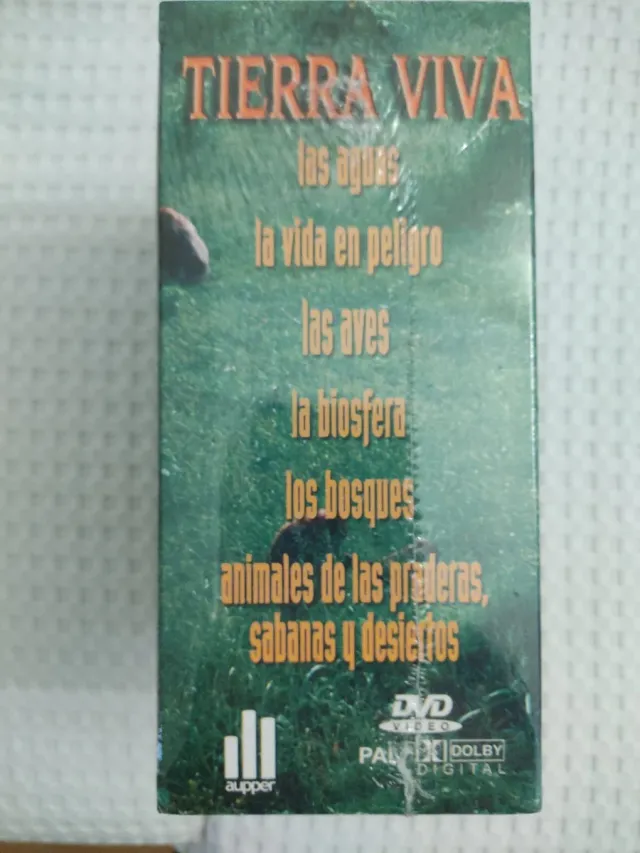 TIERRA VIVA
las aguas
la vida en peligro
las aves
la biosfera
los bosques
animales de las praderas,
sabanas y desiertos
DVD
VIDEO
PAL DOLBY
DIGITAL
aupper